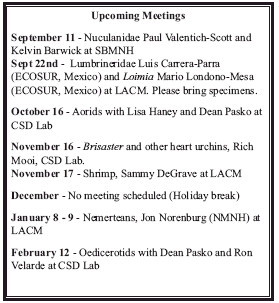 Upcoming Meetings
September 11 - Nuculanidae Paul Valentich-Scott and
Kelvin Barwick at SBMNH
Sept 22nd - Lumbrineridae Luis Carrera-Parra
(ECOSUR, Mexico) and Loimia Mario Londono-Mesa
(ECOSUR, Mexico) at LACM. Please bring specimens.
October 16 - Aorids with Lisa Haney and Dean Pasko at
CSD Lab
November 16 - Brisaster and other heart urchins, Rich
Mooi, CSD Lab.
November 17 - Shrimp, Sammy DeGrave at LACM
December - No meeting scheduled (Holiday break)
January 8 - 9 - Nemerteans, Jon Norenburg (NMNH) at
LACM
February 12 - Oedicerotids with Dean Pasko and Ron
Velarde at CSD Lab